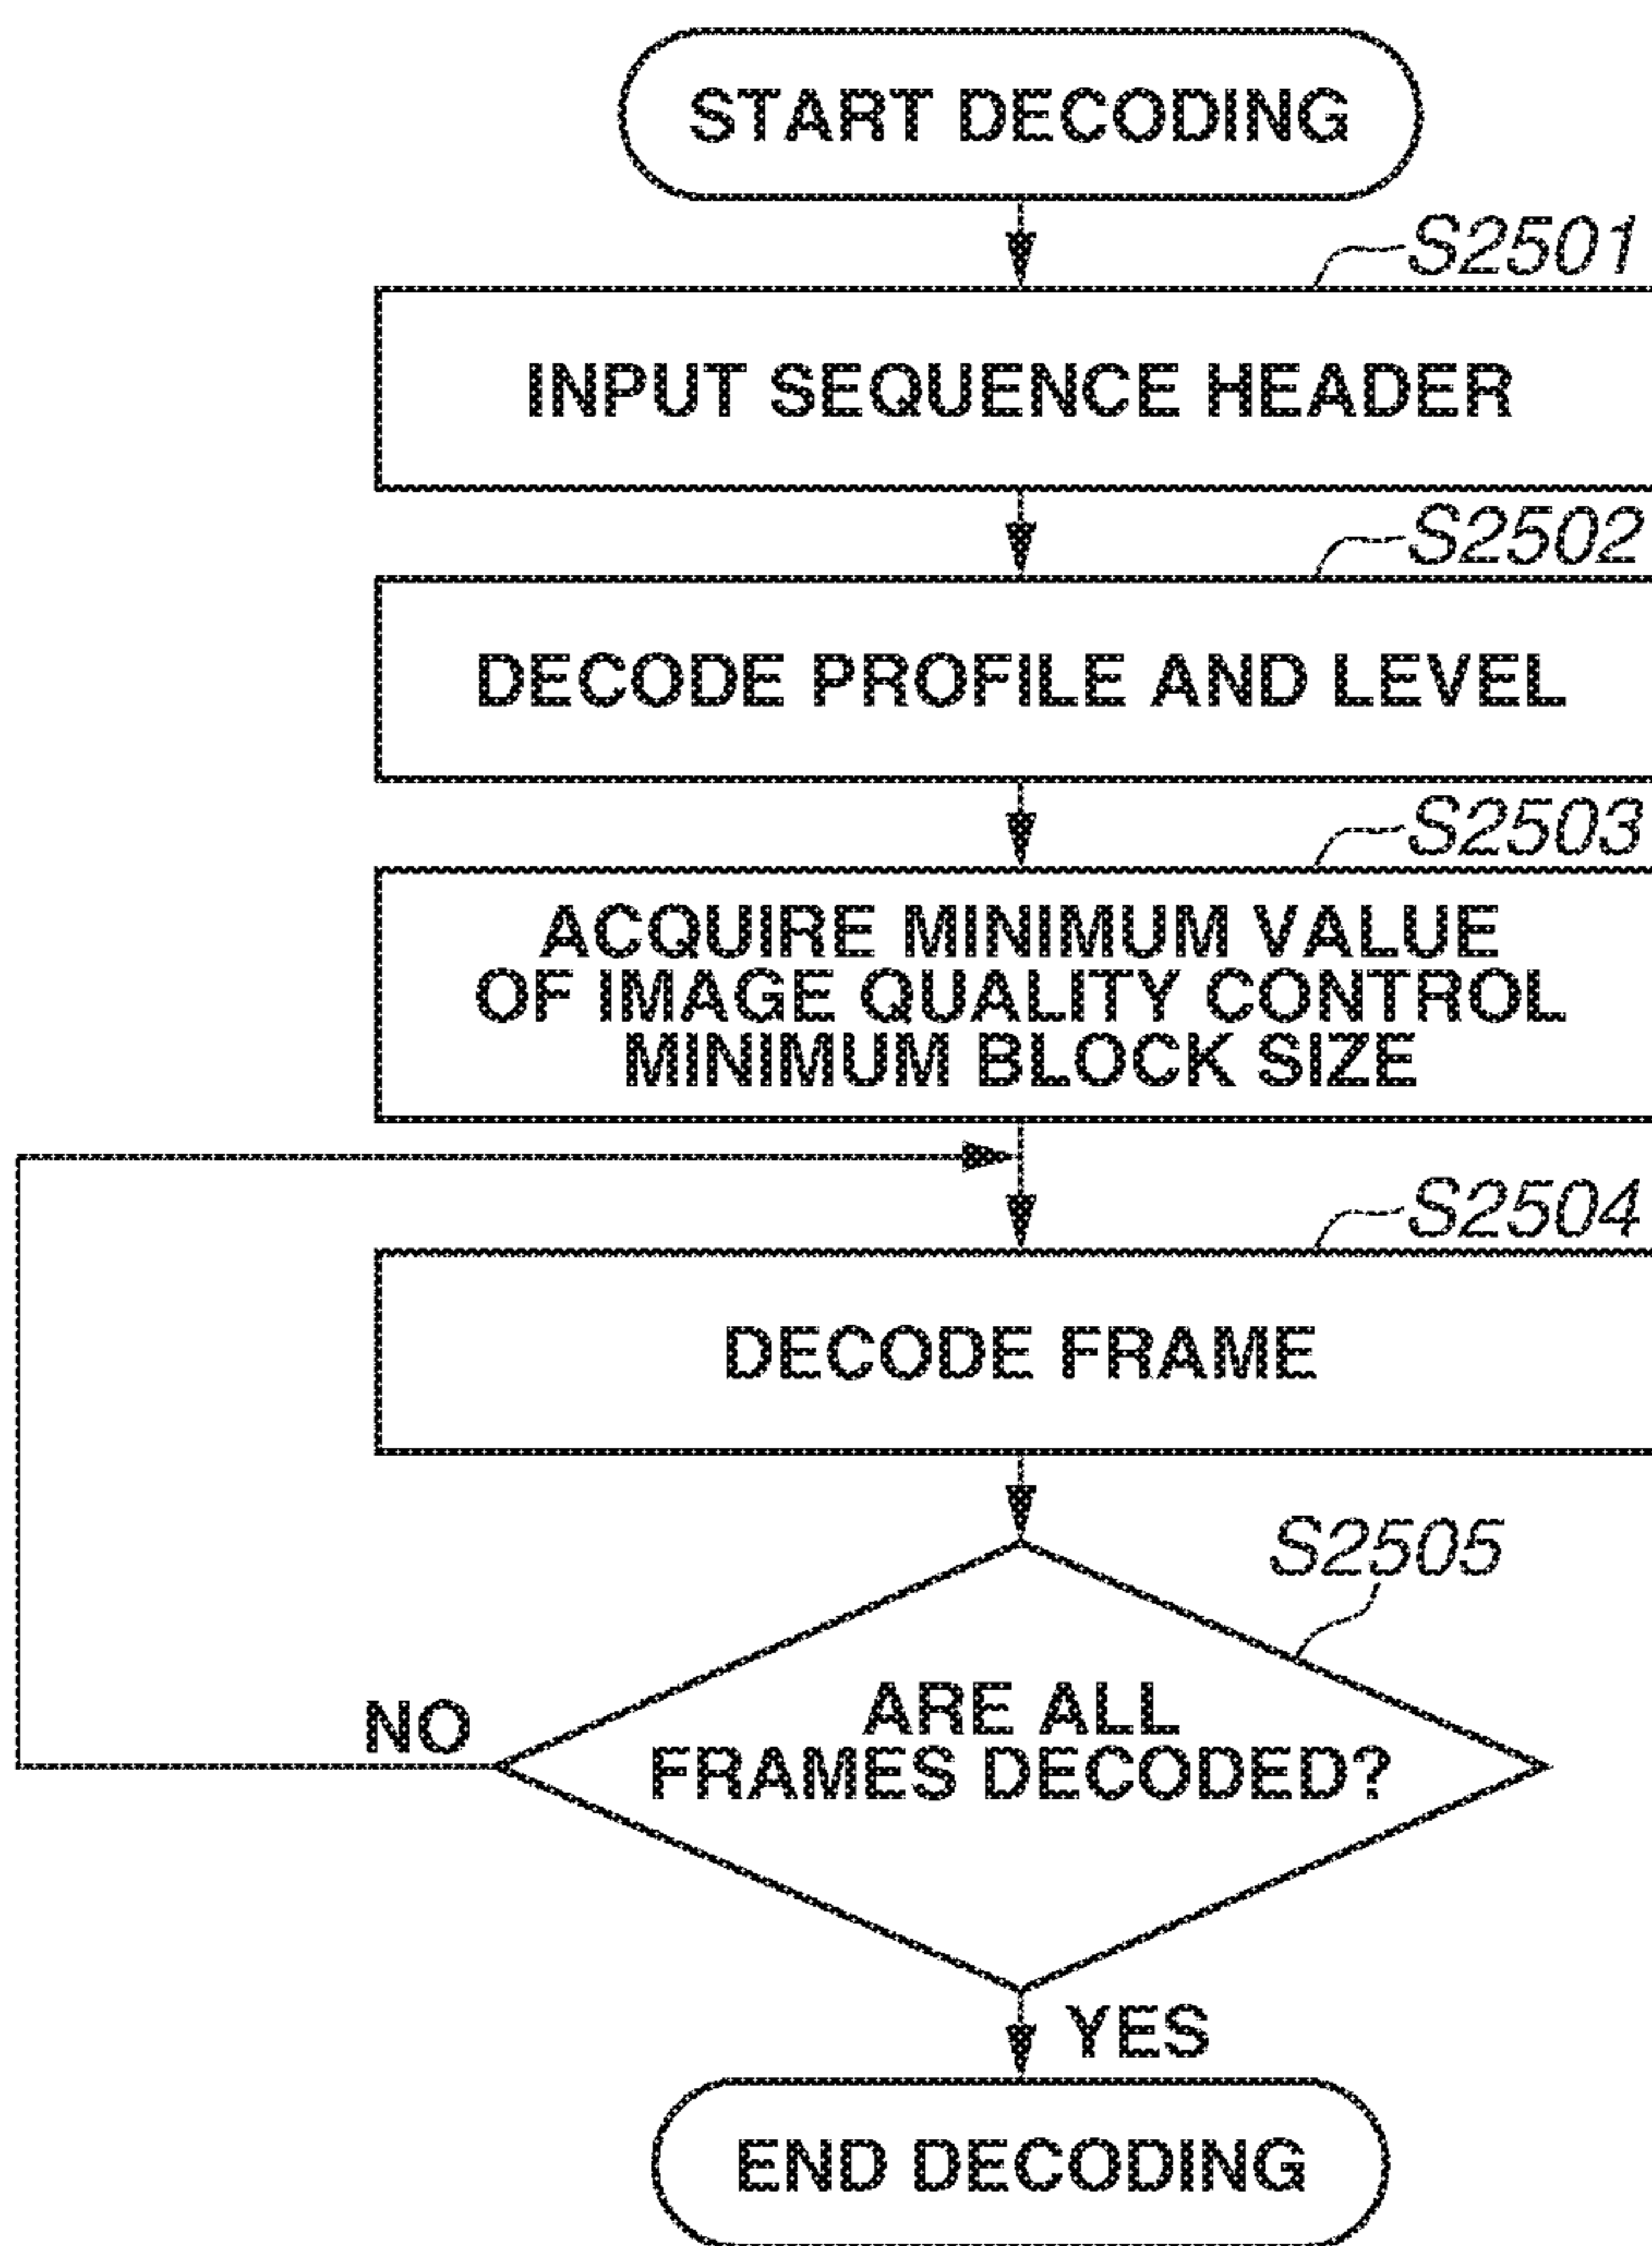 START DECODING
S2501
INPUT SEQUENCE HEADER
S2502
DECODE PROFILE AND LEVEL
S2503
ACQUIRE MINIMUM VALUE
OF IMAGE QUALITY CONTROL
MINIMUM BLOCK SIZE
S2504
DECODE FRAME
S2505
ARE ALL
FRAMES DECODED?
NO
YES
END DECODING